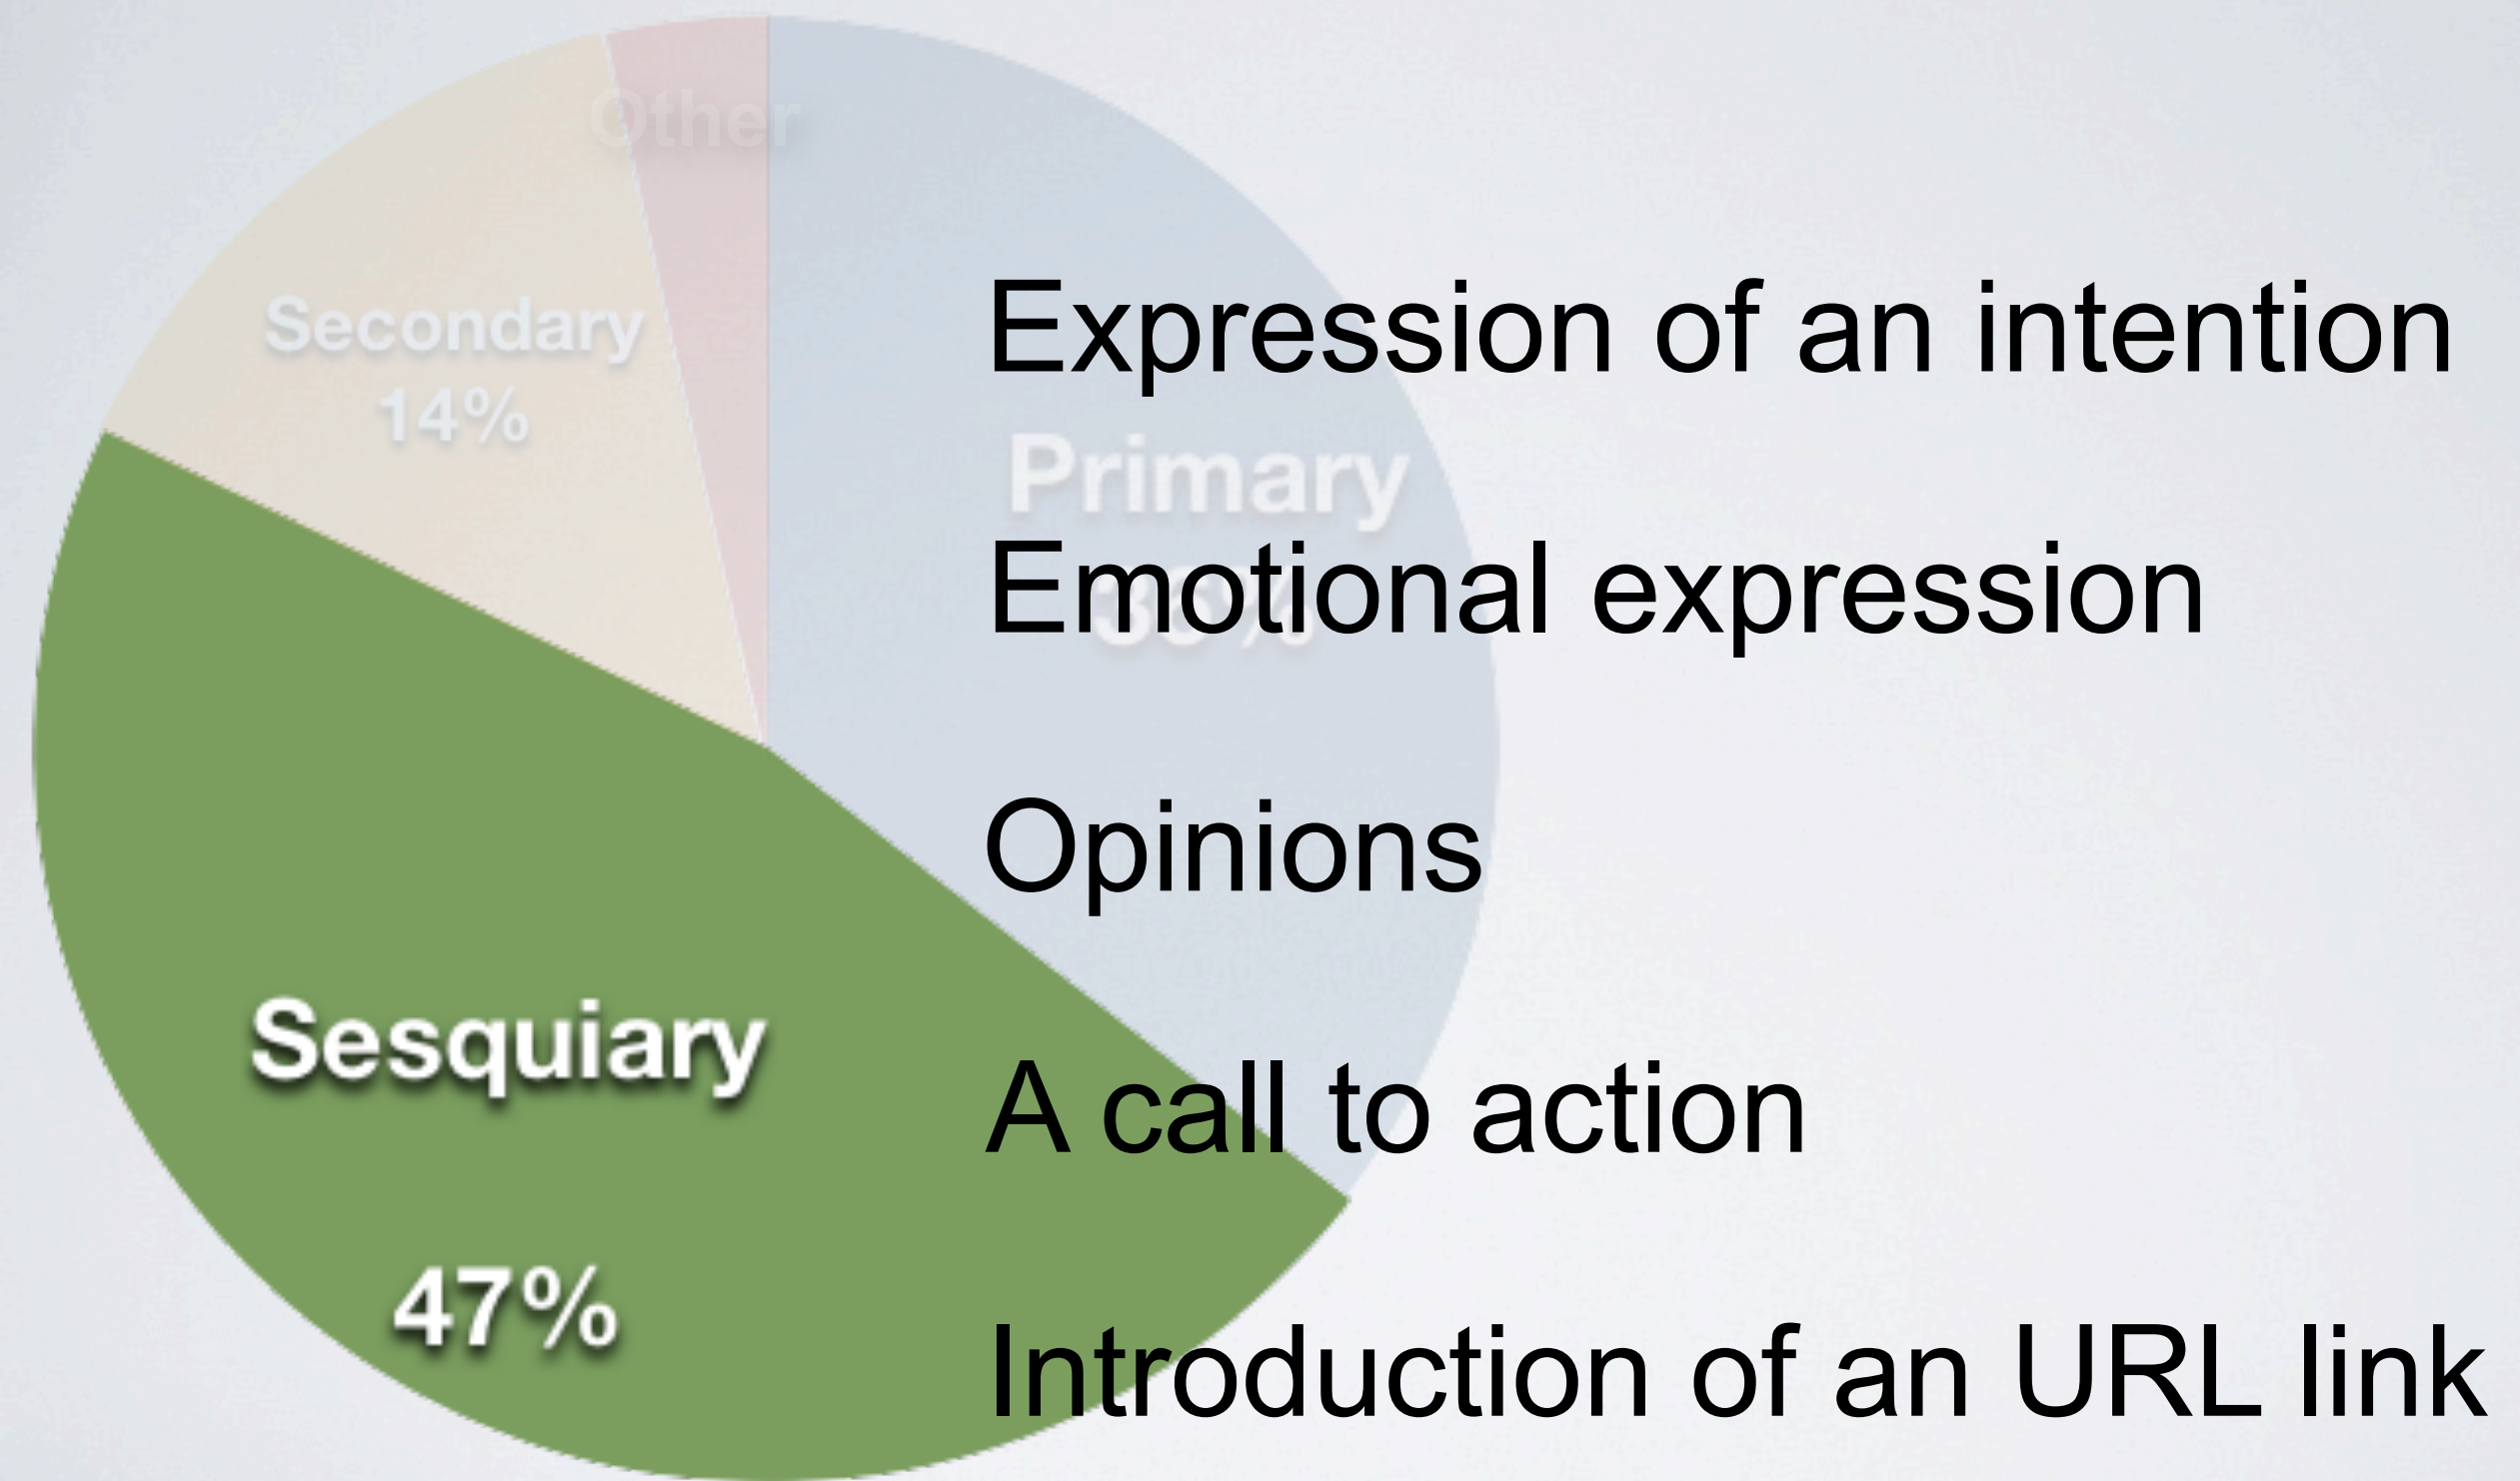 Other
Secondary
14%
Primary
Sesquiary
47%
Expression of an intention
Emotional expression
Opinions
A call to action
Introduction of an URL link